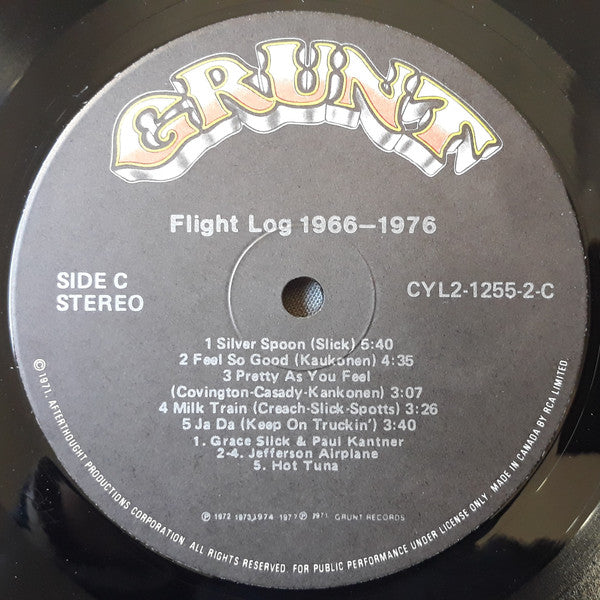 GRUNT
Flight Log 1966–1976
SIDE C
STEREO
CYL2-1255-2-C
1 Silver Spoon (Slick) 5:40
2 Feel So Good (Kaukonen) 4:35
3 Pretty As You Feel
(Covington-Casady-Kankonen) 3:07
4 Milk Train (Creach-Slick-Spotts) 3:26
5 Ja Da (Keep On Truckin') 3:40
1. Grace Slick & Paul Kantner
2-4. Jefferson Airplane
5. Hot Tuna
℗ 1972 1973,1974 1977 ℗ 1971 GRUNT RECORDS
© 1971, AFTERTHOUGHT PRODUCTIONS CORPORATION. ALL RIGHTS RESERVED. FOR PUBLIC PERFORMANCE UNDER LICENSE ONLY. MADE IN CANADA BY RCA LIMITED